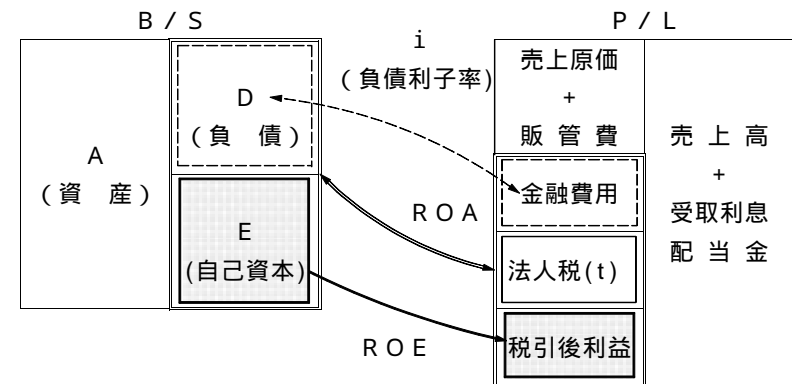 B / S
P / L
A
(資 産)
D
(負 債)
E
(自己資本)
i
(負債利子率)
ROA
ROE
売上原価
+
販 管 費
金融費用
法人税(t)
税引後利益
売 上 高
+
受取利息
配 当 金